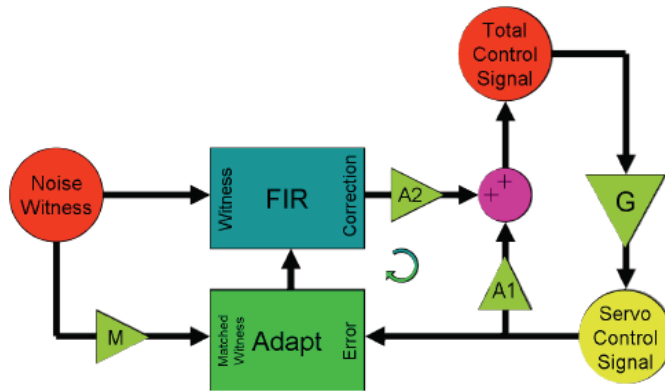 Total
Control
Signal
Noise
Witness
Witness
FIR
Correction
A2
+
+
G
A1
M
Matched
Witness
Adapt
Error
Servo
Control
Signal